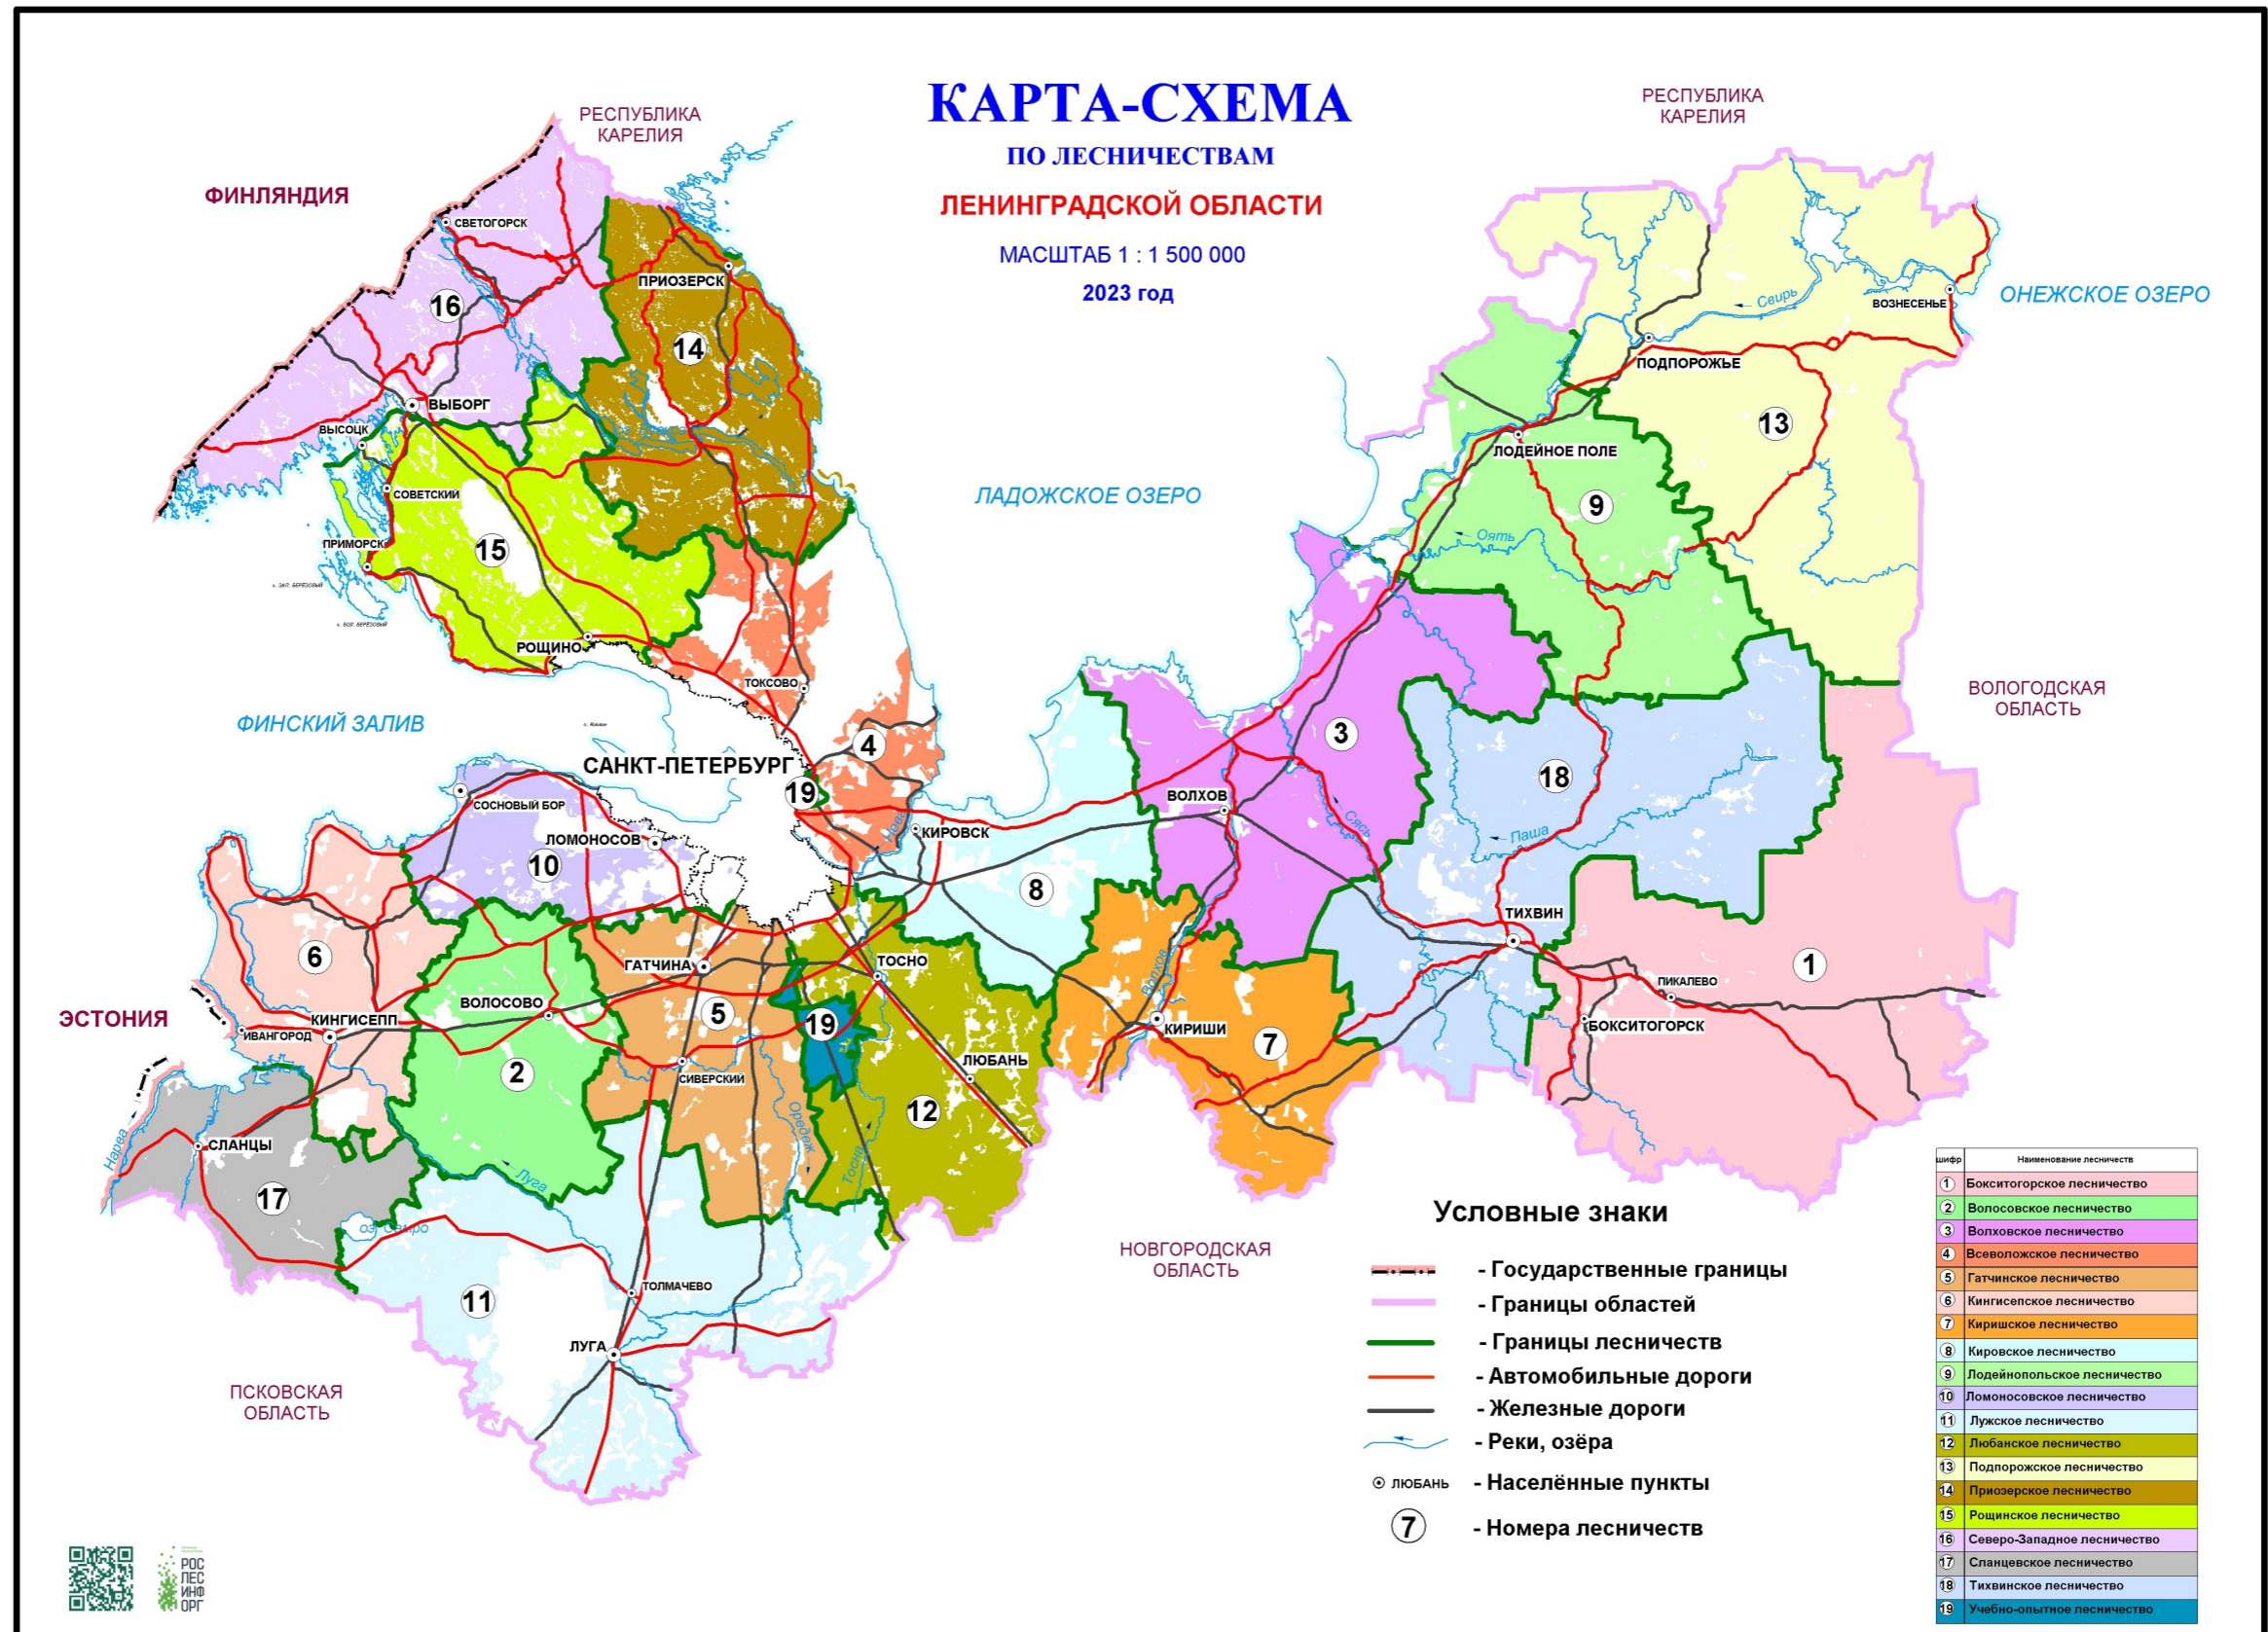 КАРТА-СХЕМА
ПО ЛЕСНИЧЕСТВАМ
ЛЕНИНГРАДСКОЙ ОБЛАСТИ
МАСШТАБ 1 : 1 500 000
2023 год
РЕСПУБЛИКА
КАРЕЛИЯ
РЕСПУБЛИКА
КАРЕЛИЯ
ФИНЛЯНДИЯ
СВЕТОГОРСК
16
ПРИОЗЕРСК
14
ВЫБОРГ
ВЫСОЦК
СОВЕТСКИЙ
ПРИМОРСК
15
о. ЗАП. БЕРЁЗОВЫЙ
о. БОЛ. БЕРЁЗОВЫЙ
РОЩИНО
ТОКСОВО
ЛАДОЖСКОЕ ОЗЕРО
Свирь
ВОЗНЕСЕНЬЕ
ОНЕЖСКОЕ ОЗЕРО
ПОДПОРОЖЬЕ
13
ЛОДЕЙНОЕ ПОЛЕ
9
Оять
ВОЛОГОДСКАЯ
ОБЛАСТЬ
ФИНСКИЙ ЗАЛИВ
САНКТ-ПЕТЕРБУРГ
4
19
3
18
СОСНОВЫЙ БОР
ЛОМОНОСОВ
10
Нева
КИРОВСК
ВОЛХОВ
Сясь
Паша
8
ТИХВИН
6
ГАТЧИНА
ТОСНО
Волхов
1
ПИКАЛЕВО
ЭСТОНИЯ
ВОЛОСОВО
КИНГИСЕПП
ИВАНГОРОД
5
19
КИРИШИ
7
БОКСИТОГОРСК
2
СИВЕРСКИЙ
ЛЮБАНЬ
12
Оредеж
Тосна
Нарва
СЛАНЦЫ
17
Луга
оз. Самро
11
ТОЛМАЧЕВО
ЛУГА
НОВГОРОДСКАЯ
ОБЛАСТЬ
ПСКОВСКАЯ
ОБЛАСТЬ
Условные знаки
- Государственные границы
- Границы областей
- Границы лесничеств
- Автомобильные дороги
- Железные дороги
- Реки, озёра
ЛЮБАНЬ - Населённые пункты
7 - Номера лесничеств
шифр Наименование лесничеств
1 Бокситогорское лесничество
2 Волосовское лесничество
3 Волховское лесничество
4 Всеволожское лесничество
5 Гатчинское лесничество
6 Кингисепское лесничество
7 Киришское лесничество
8 Кировское лесничество
9 Лодейнопольское лесничество
10 Ломоносовское лесничество
11 Лужское лесничество
12 Любанское лесничество
13 Подпорожское лесничество
14 Приозерское лесничество
15 Рощинское лесничество
16 Северо-Западное лесничество
17 Сланцевское лесничество
18 Тихвинское лесничество
19 Учебно-опытное лесничество
РОС
ЛЕС
ИНФ
ОРГ